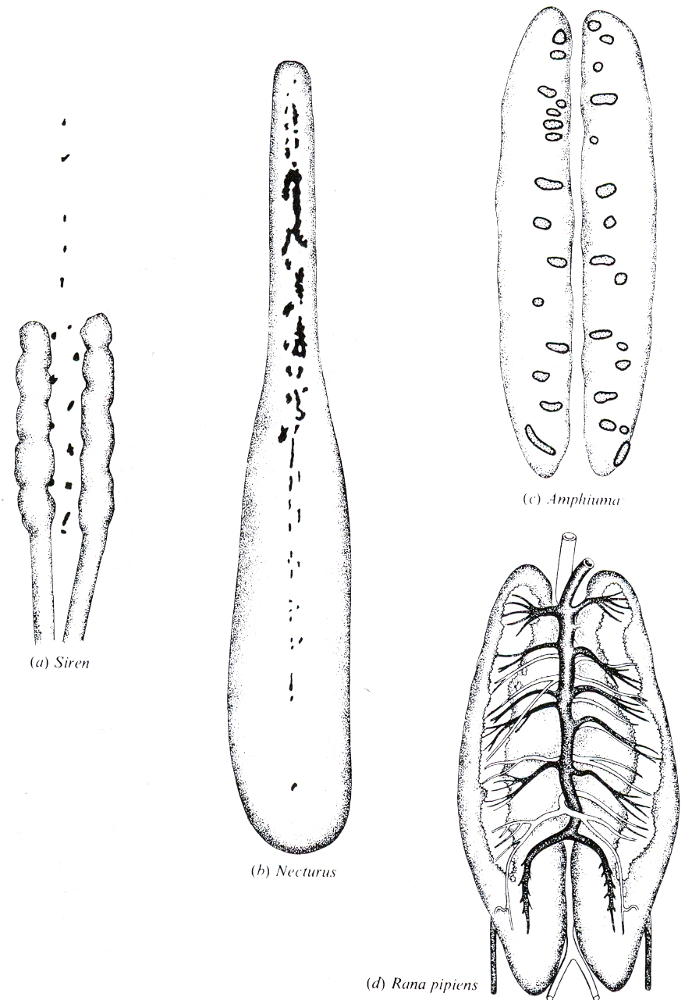 (a) Siren
(b) Necturus
(c) Amphiuma
(d) Rana pipiens